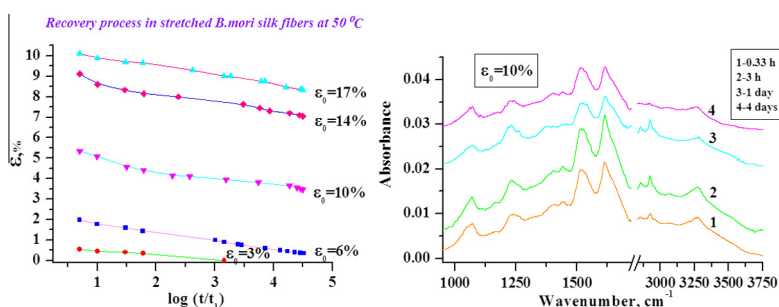 Recovery process in stretched B.mori silk fibers at 50 ⁰C
ε,%
10
9
8
7
6
5
4
3
2
1
0
ε₀=17%
ε₀=14%
ε₀=10%
ε₀=6%
ε₀=3%
0 1 2 3 4 5
log (t/t₁)
ε₀=10%
1-0.33 h
2-3 h
3-1 day
4-4 days
Absorbance
0.04
0.03
0.02
0.01
0.00
4
3
2
1
1000 1250 1500 3000 3250 3500 3750
Wavenumber, cm⁻¹